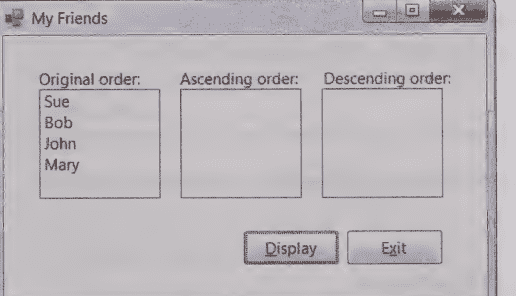 My Friends
Original order: Ascending order: Descending order:
Sue
Bob
John
Mary
Display Exit